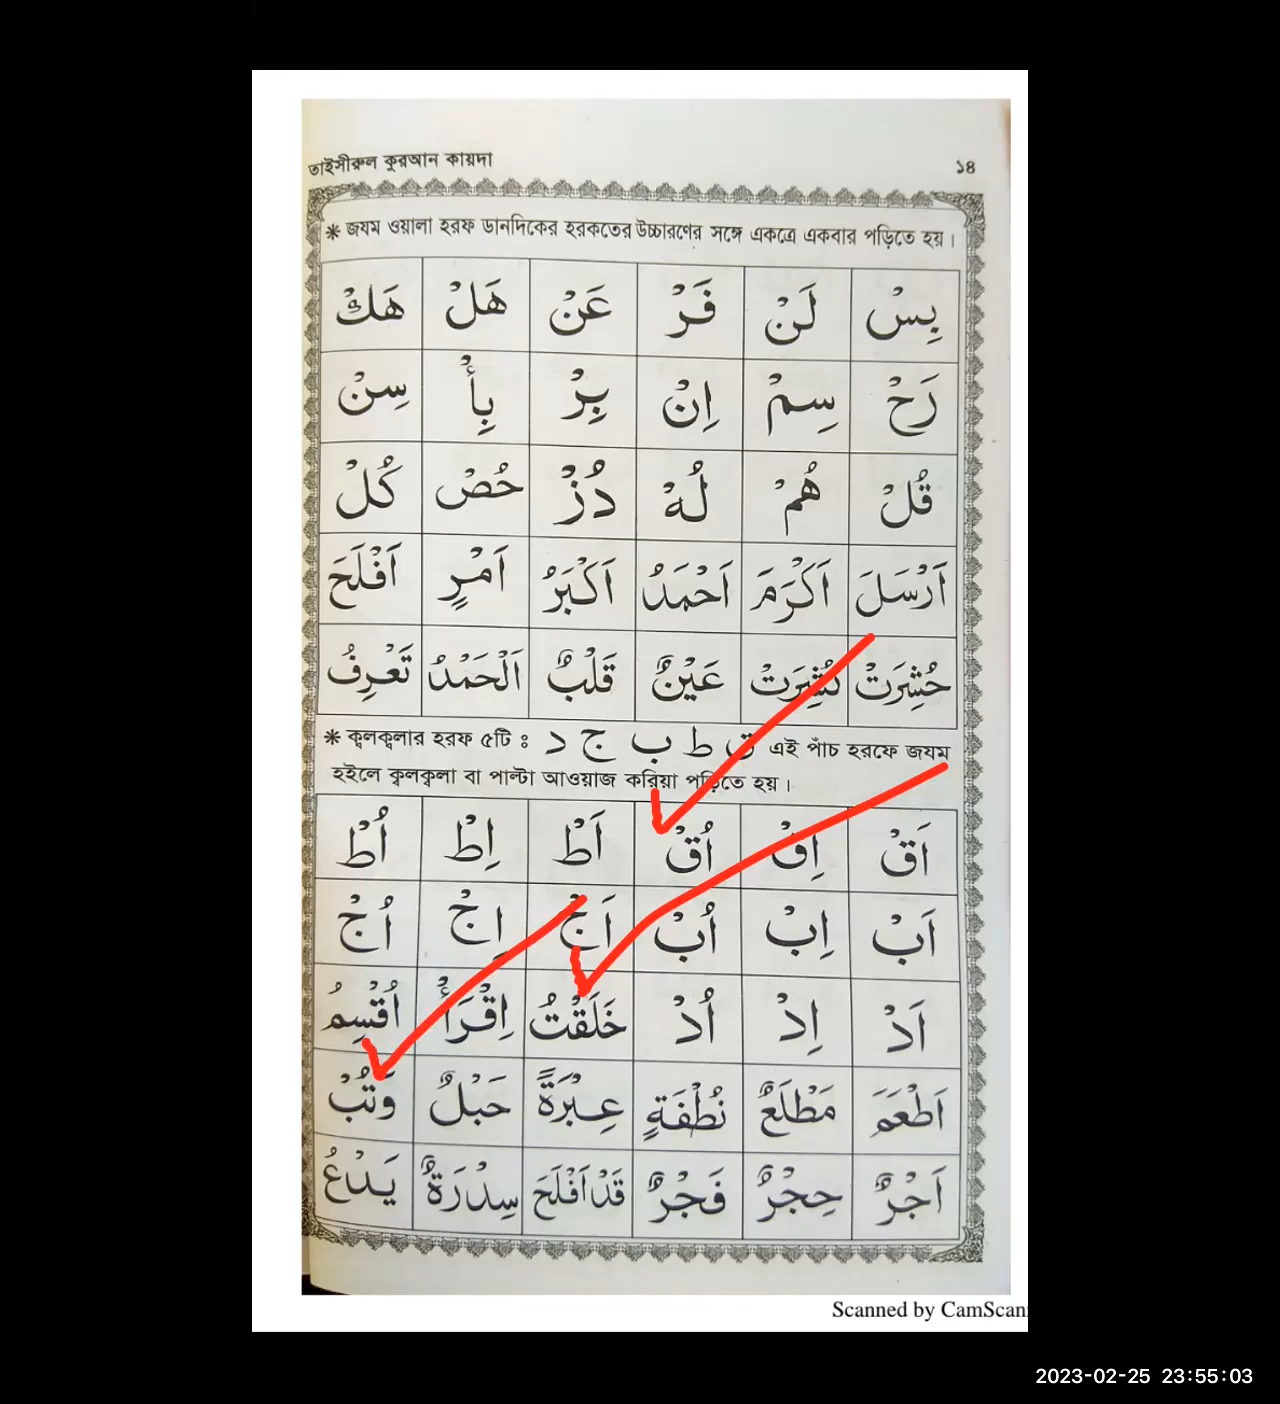 তাইসীরুল কুরআন কায়দা ১৪
* জযম ওয়ালা হরফ ডানদিকের হরকতের উচ্চারণের সঙ্গে একত্রে একবার পড়িতে হয়।
بِسْ لَنْ فَرْ عَنْ هَلْ هَكْ
رَحْ سِمْ اِنْ بِرْ بِأْ سِنْ
قُلْ هُمْ لُهْ دُزْ حُصْ كُلْ
اَرْسَلَ اَكْرَمَ اَحْمَدُ اَكْبَرُ اَمْرٍ اَفْلَحَ
حُشِرَتْ نُشِرَتْ عَيْنٌ قَلْبٌ اَلْحَمْدُ تَعْرِفُ
* ক্বলক্বলার হরফ ৫টি ঃ ق ط ب ج د এই পাঁচ হরফে জযম
হইলে ক্বলক্বলা বা পাল্টা আওয়াজ করিয়া পড়িতে হয়।
اَقْ اِقْ اُقْ اَطْ اِطْ اُطْ
اَبْ اِبْ اُبْ اَجْ اِجْ اُجْ
اَدْ اِدْ اُدْ خَلَقْتُ اِقْرَأْ اُقْسِمُ
اَطْعَمَ مَطْلَعٌ نُطْفَةٍ عِبْرَةً حَبْلٌ وَتُبْ
اَجْرٌ حِجْرٌ فَجْرٌ قَدْ اَفْلَحَ سِدْرَةٌ يَدْعُ
Scanned by CamScan
2023-02-25 23:55:03